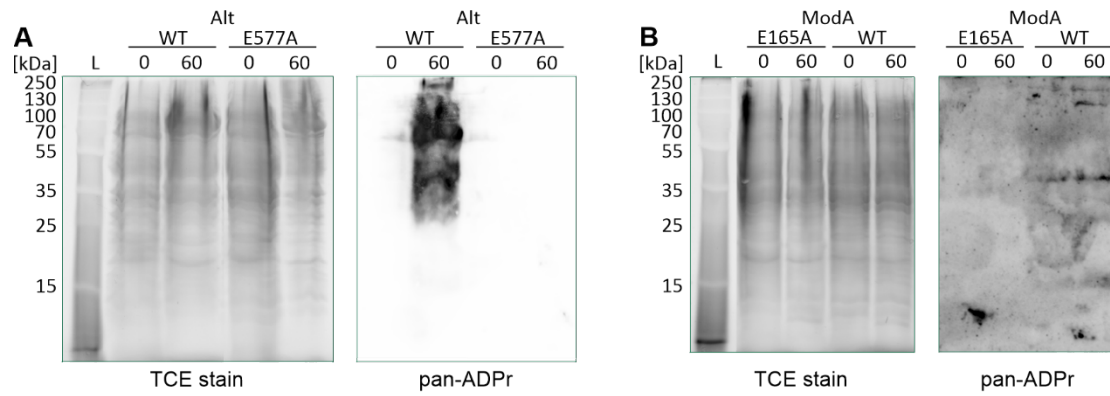 Alt Alt ModA ModA
A WT E577A WT E577A B E165A WT E165A WT
[kDa] L 0 60 0 60 0 60 0 60 [kDa] L 0 60 0 60 0 60 0 60
250 250
130 130
100 100
70 70
55 55
35 35
25 25
15 15
TCE stain pan-ADPr TCE stain pan-ADPr